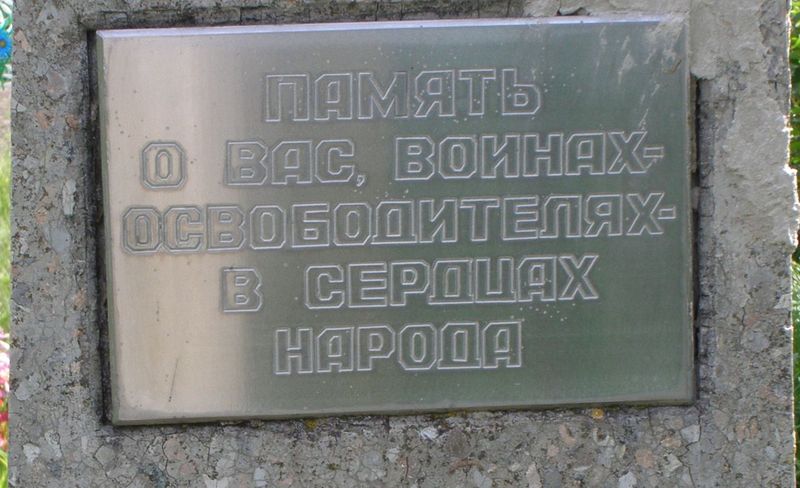 ПАМЯТЬ
О ВАС, ВОИНАХ-
ОСВОБОДИТЕЛЯХ-
В СЕРДЦАХ
НАРОДА